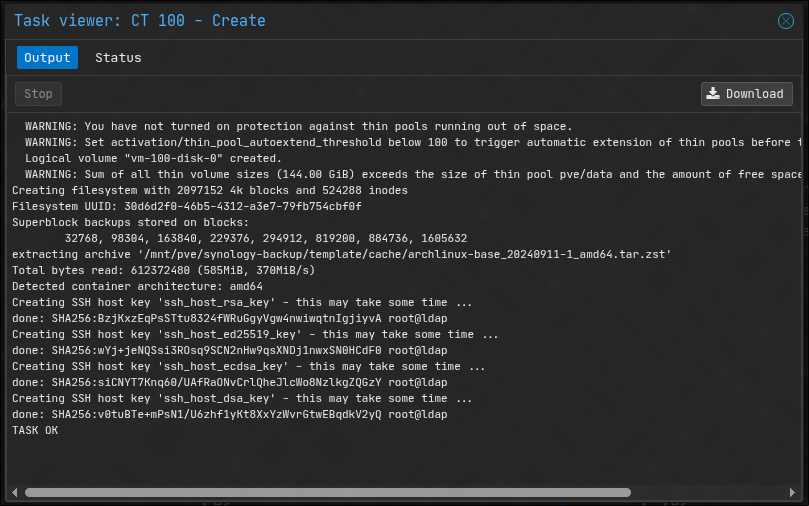 Task viewer: CT 100 - Create
Output Status
Stop Download
WARNING: You have not turned on protection against thin pools running out of space.
WARNING: Set activation/thin_pool_autoextend_threshold below 100 to trigger automatic extension of thin pools before t
Logical volume "vm-100-disk-0" created.
WARNING: Sum of all thin volume sizes (144.00 GiB) exceeds the size of thin pool pve/data and the amount of free space
Creating filesystem with 2097152 4k blocks and 524288 inodes
Filesystem UUID: 30d6d2f0-46b5-4312-a3e7-79fb754cbf0f
Superblock backups stored on blocks:
32768, 98304, 163840, 229376, 294912, 819200, 884736, 1605632
extracting archive '/mnt/pve/synology-backup/template/cache/archlinux-base_20240911-1_amd64.tar.zst'
Total bytes read: 612372480 (585MiB, 370MiB/s)
Detected container architecture: amd64
Creating SSH host key 'ssh_host_rsa_key' - this may take some time ...
done: SHA256:BzjKxzEqPsSTtu8324fWRuGgyVgw4nwiwqtnIgjiyvA root@ldap
Creating SSH host key 'ssh_host_ed25519_key' - this may take some time ...
done: SHA256:wYj+jeNQSsi3ROsq9SCN2nHw9qsXNDj1nwxSN0HCdF0 root@ldap
Creating SSH host key 'ssh_host_ecdsa_key' - this may take some time ...
done: SHA256:siCNYT7Knq60/UAfRaONvCrlQheJlcWo8NzlkgZQGzY root@ldap
Creating SSH host key 'ssh_host_dsa_key' - this may take some time ...
done: SHA256:v0tuBTe+mPsN1/U6zhf1yKt8XxYzWvrGtwEBqdkV2yQ root@ldap
TASK OK